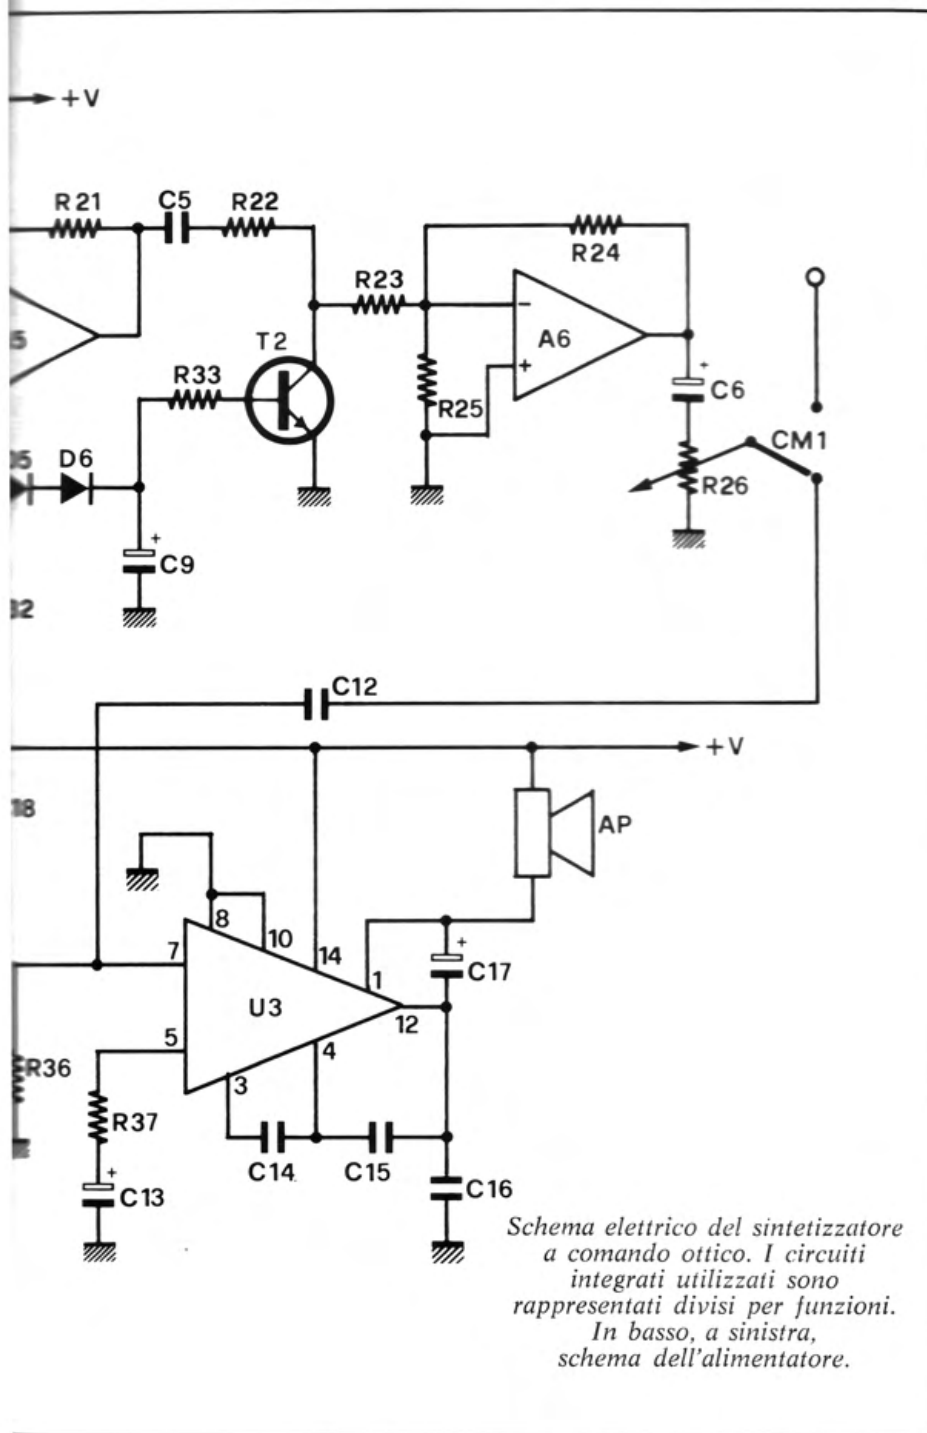 +V
R21
C5
R22
R24
R23
A6
−
+
T2
R33
R25
+
C6
CM1
R26
D6
+
C9
C12
+V
AP
8
10
7
14
1
+
C17
U3
12
5
4
3
R36
R37
C14
C15
+
C13
C16
Schema elettrico del sintetizzatore
a comando ottico. I circuiti
integrati utilizzati sono
rappresentati divisi per funzioni.
In basso, a sinistra,
schema dell'alimentatore.